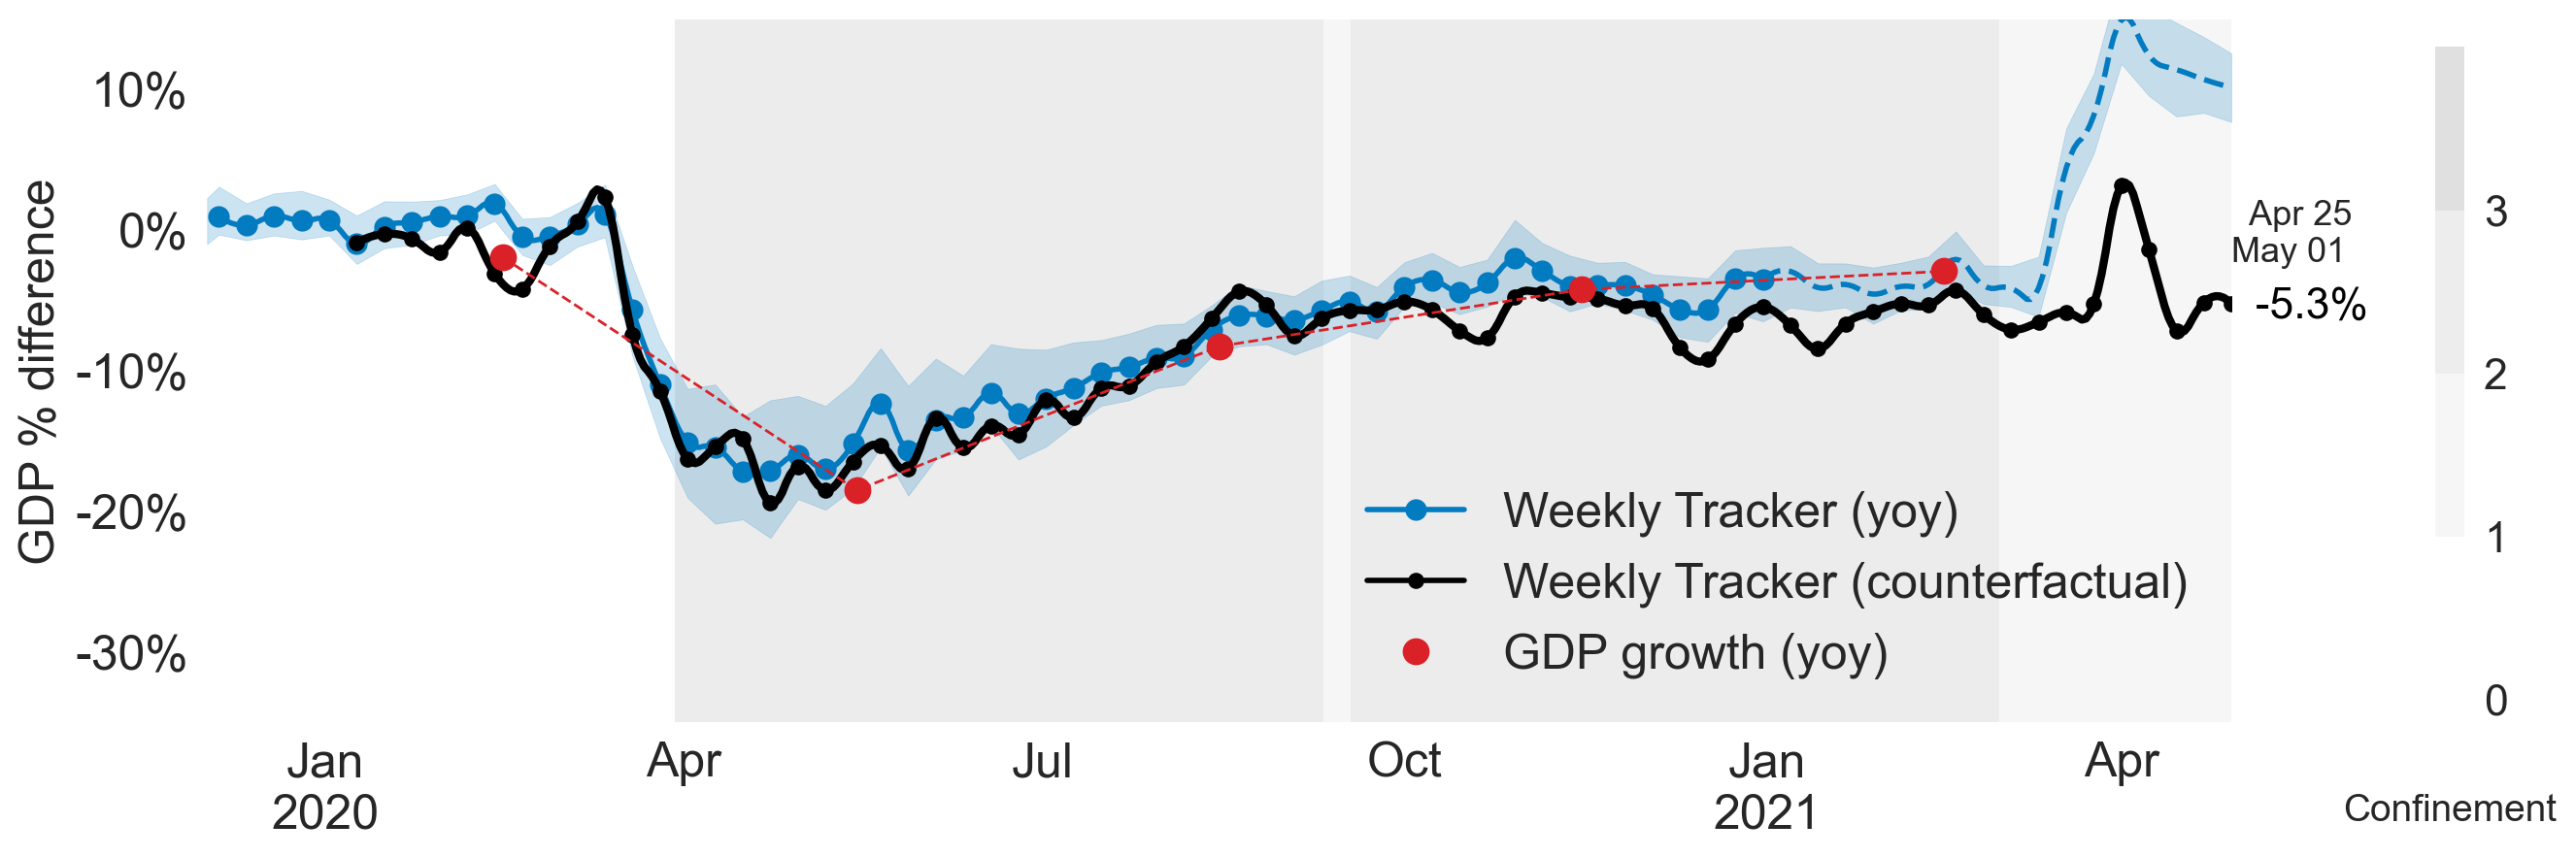 GDP % difference
10%
0%
-10%
-20%
-30%
Weekly Tracker (yoy)
Weekly Tracker (counterfactual)
GDP growth (yoy)
Apr 25
May 01
-5.3%
3
2
1
0
Jan
2020
Apr
Jul
Oct
Jan
2021
Apr
Confinement